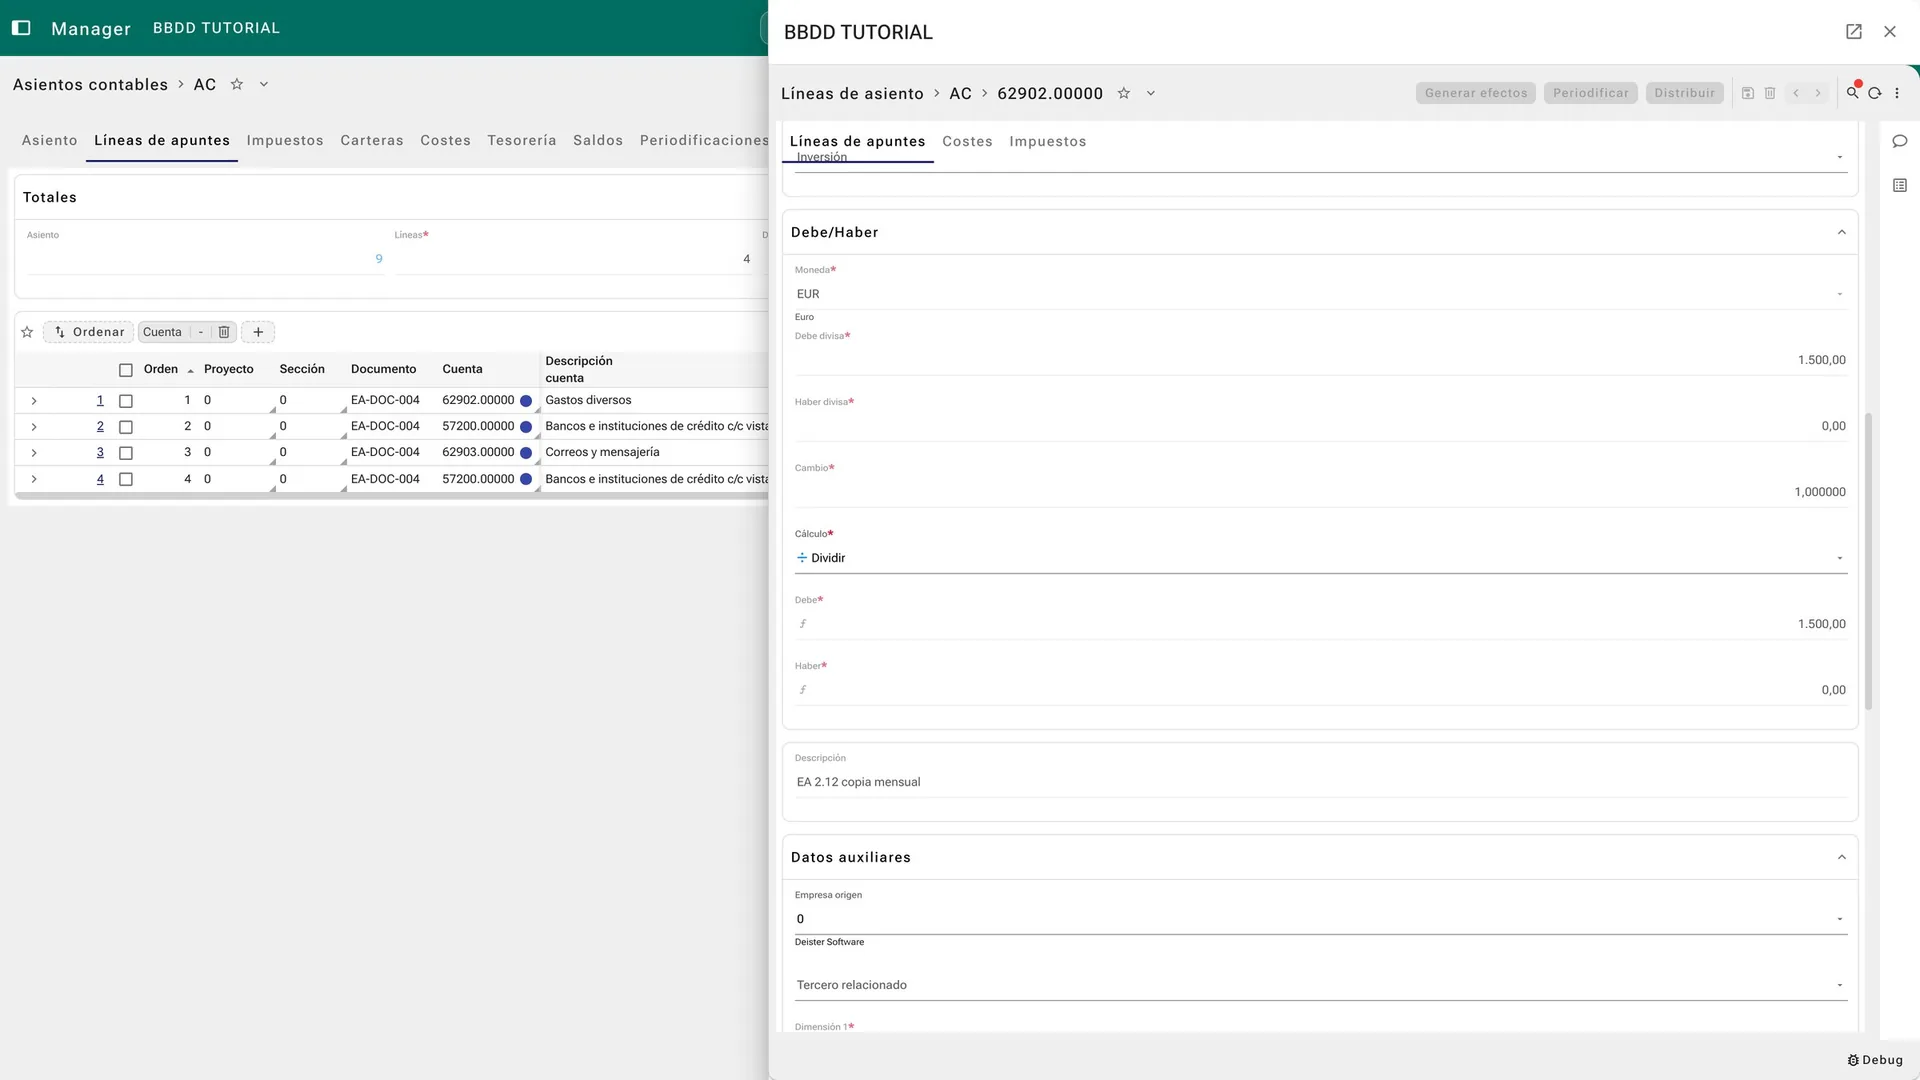 Manager BBDD TUTORIAL
Asientos contables > AC
Asiento Líneas de apuntes Impuestos Carteras Costes Tesorería Saldos Periodificaciones
Totales
Asiento Líneas* D
9 4
Ordenar Cuenta - +
Orden Proyecto Sección Documento Cuenta Descripción cuenta
1 1 0 0 EA-DOC-004 62902.00000 Gastos diversos
2 2 0 0 EA-DOC-004 57200.00000 Bancos e instituciones de crédito c/c vista
3 3 0 0 EA-DOC-004 62903.00000 Correos y mensajería
4 4 0 0 EA-DOC-004 57200.00000 Bancos e instituciones de crédito c/c vista
BBDD TUTORIAL
Líneas de asiento > AC > 62902.00000
Generar efectos Periodificar Distribuir
Líneas de apuntes Costes Impuestos
Inversión
Debe/Haber
Moneda*
EUR
Euro
Debe divisa*
1.500,00
Haber divisa*
0,00
Cambio*
1,000000
Cálculo*
÷ Dividir
Debe*
1.500,00
Haber*
0,00
Descripción
EA 2.12 copia mensual
Datos auxiliares
Empresa origen
0
Deister Software
Tercero relacionado
Dimensión 1*
Debug